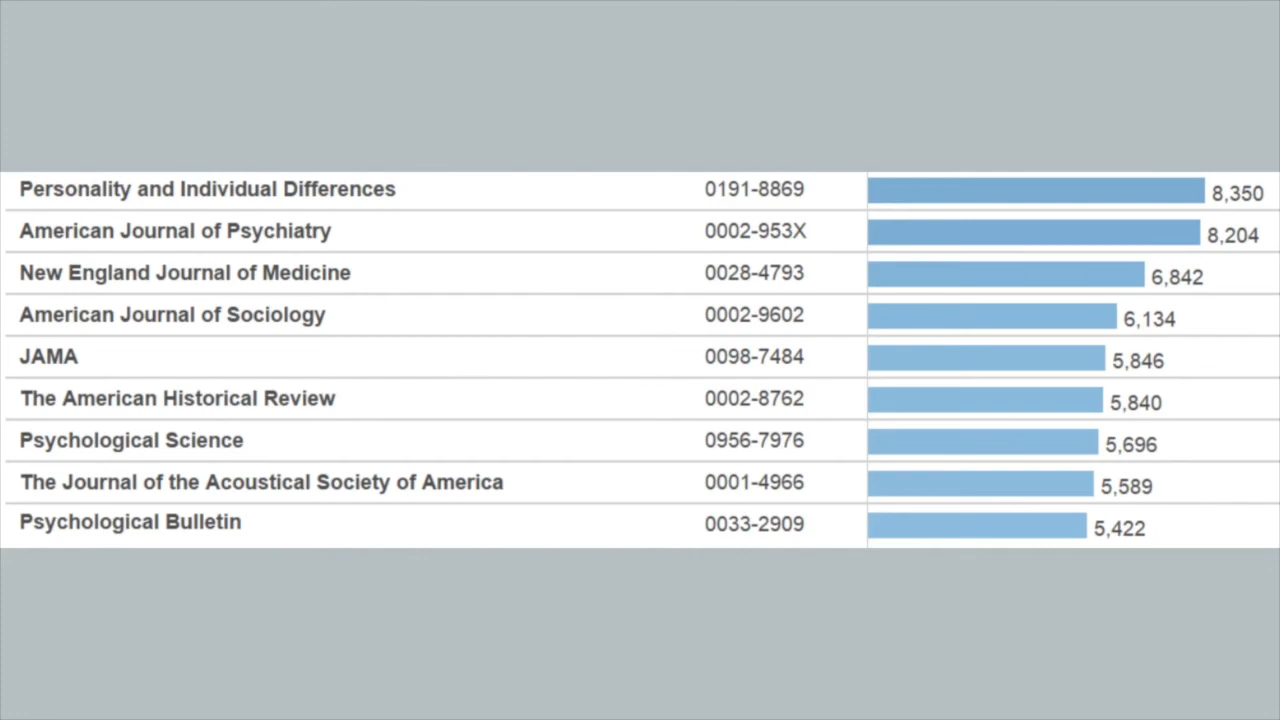 Personality and Individual Differences 0191-8869 8,350
American Journal of Psychiatry 0002-953X 8,204
New England Journal of Medicine 0028-4793 6,842
American Journal of Sociology 0002-9602 6,134
JAMA 0098-7484 5,846
The American Historical Review 0002-8762 5,840
Psychological Science 0956-7976 5,696
The Journal of the Acoustical Society of America 0001-4966 5,589
Psychological Bulletin 0033-2909 5,422